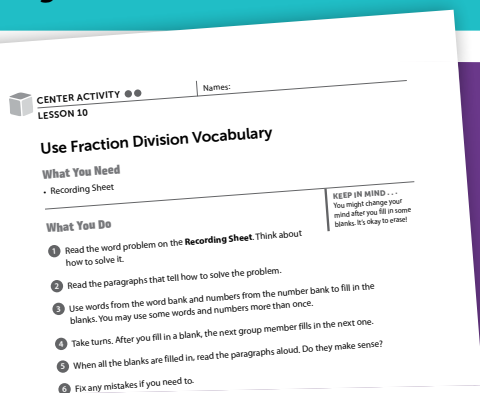 CENTER ACTIVITY ●●
Names:
LESSON 10
Use Fraction Division Vocabulary
What You Need
• Recording Sheet
KEEP IN MIND . . .
You might change your
mind after you fill in some
blanks. It's okay to erase!
What You Do
1 Read the word problem on the Recording Sheet. Think about
how to solve it.
2 Read the paragraphs that tell how to solve the problem.
3 Use words from the word bank and numbers from the number bank to fill in the
blanks. You may use some words and numbers more than once.
4 Take turns. After you fill in a blank, the next group member fills in the next one.
5 When all the blanks are filled in, read the paragraphs aloud. Do they make sense?
6 Fix any mistakes if you need to.